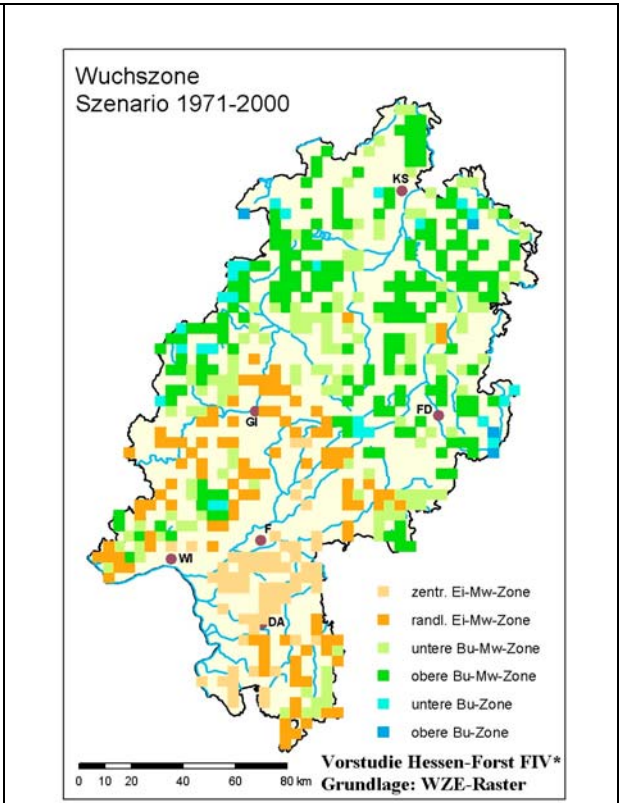 Wuchszone
Szenario 1971-2000
KS
FD
GI
F
WI
DA
zentr. Ei-Mw-Zone
randl. Ei-Mw-Zone
untere Bu-Mw-Zone
obere Bu-Mw-Zone
untere Bu-Zone
obere Bu-Zone
0 10 20 40 60 80 km
Vorstudie Hessen-Forst FIV*
Grundlage: WZE-Raster